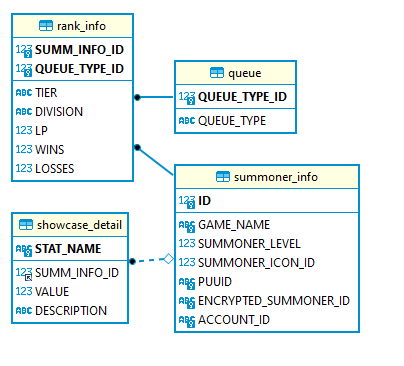 rank_info
123 SUMM_INFO_ID
123 QUEUE_TYPE_ID
ABC TIER
ABC DIVISION
123 LP
123 WINS
123 LOSSES
queue
123 QUEUE_TYPE_ID
ABC QUEUE_TYPE
summoner_info
123 ID
ABC GAME_NAME
123 SUMMONER_LEVEL
123 SUMMONER_ICON_ID
ABC PUUID
ABC ENCRYPTED_SUMMONER_ID
ABC ACCOUNT_ID
showcase_detail
ABC STAT_NAME
123 SUMM_INFO_ID
123 VALUE
ABC DESCRIPTION